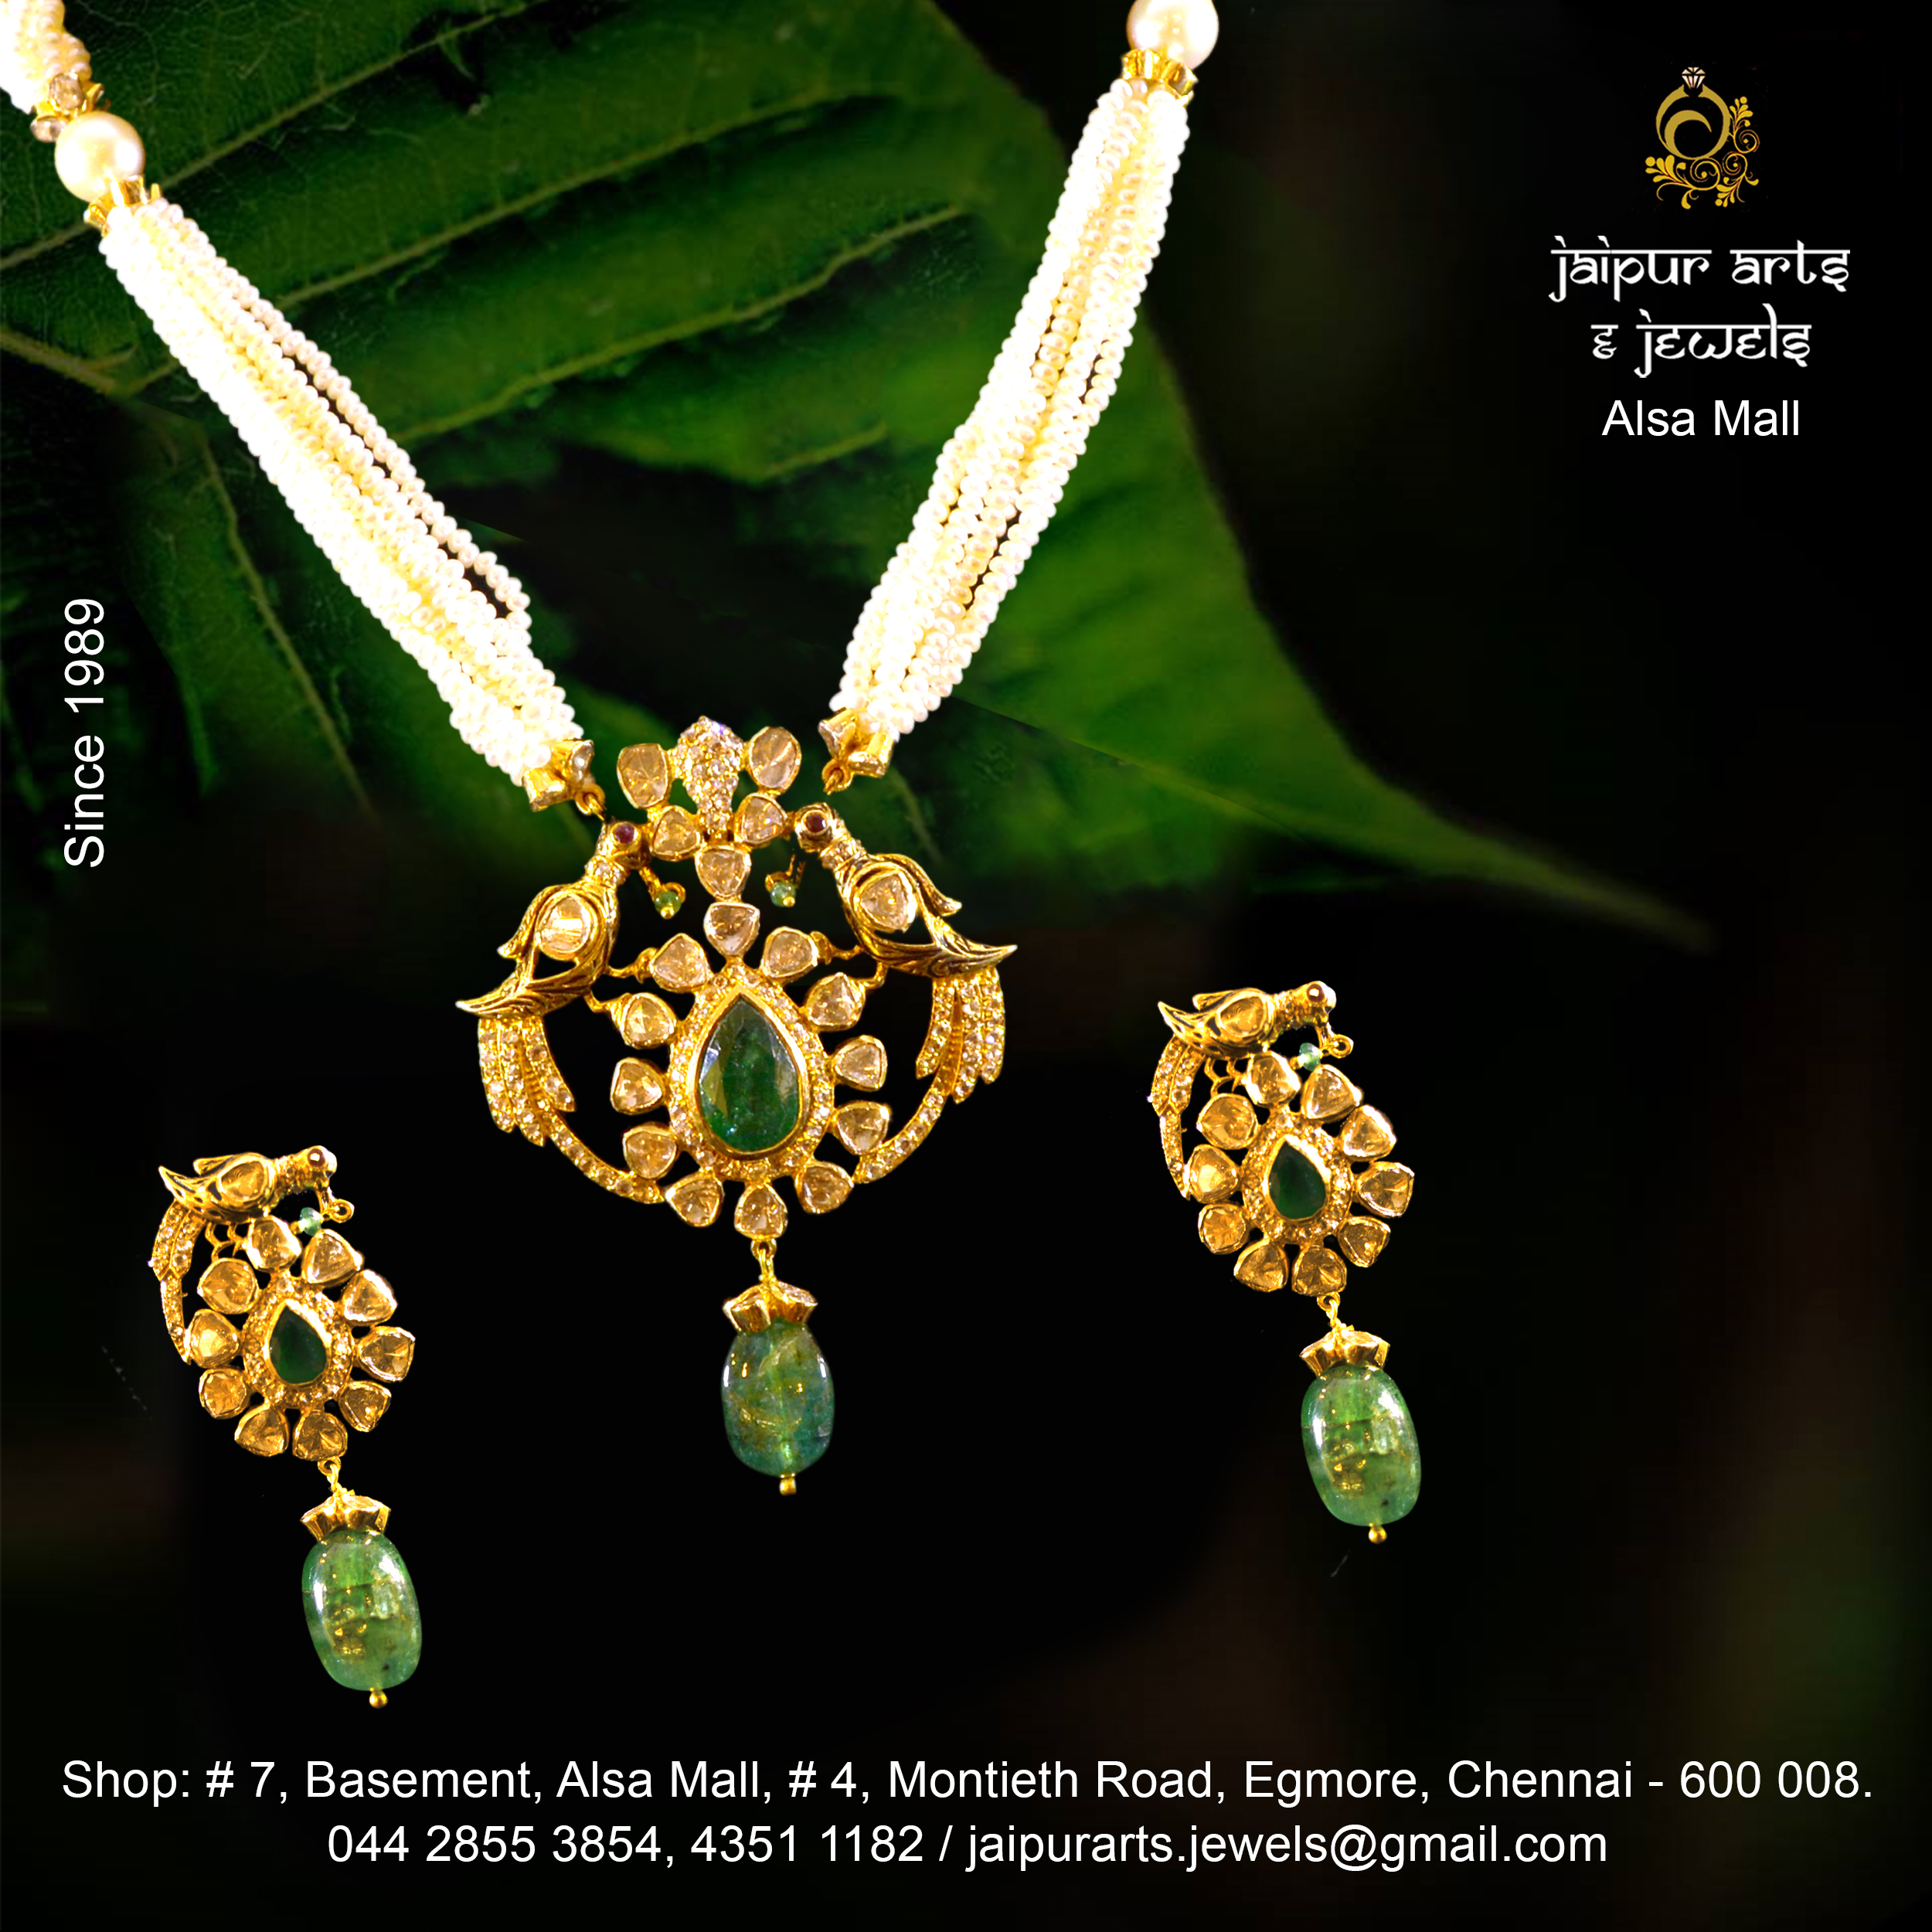 Jaipur Arts
& Jewels
Alsa Mall
Since 1989
Shop: # 7, Basement, Alsa Mall, # 4, Montieth Road, Egmore, Chennai - 600 008.
044 2855 3854, 4351 1182 / jaipurarts.jewels@gmail.com